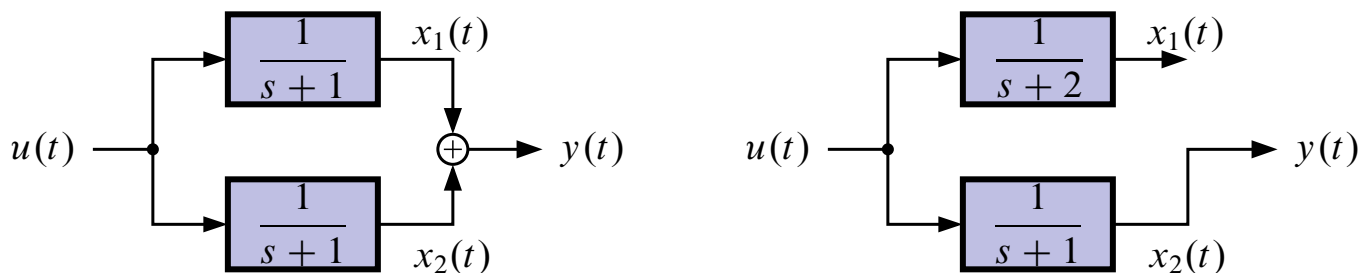 1
s + 1
x₁(t)
u(t)
+
y(t)
1
s + 1
x₂(t)
1
s + 2
x₁(t)
u(t)
y(t)
1
s + 1
x₂(t)